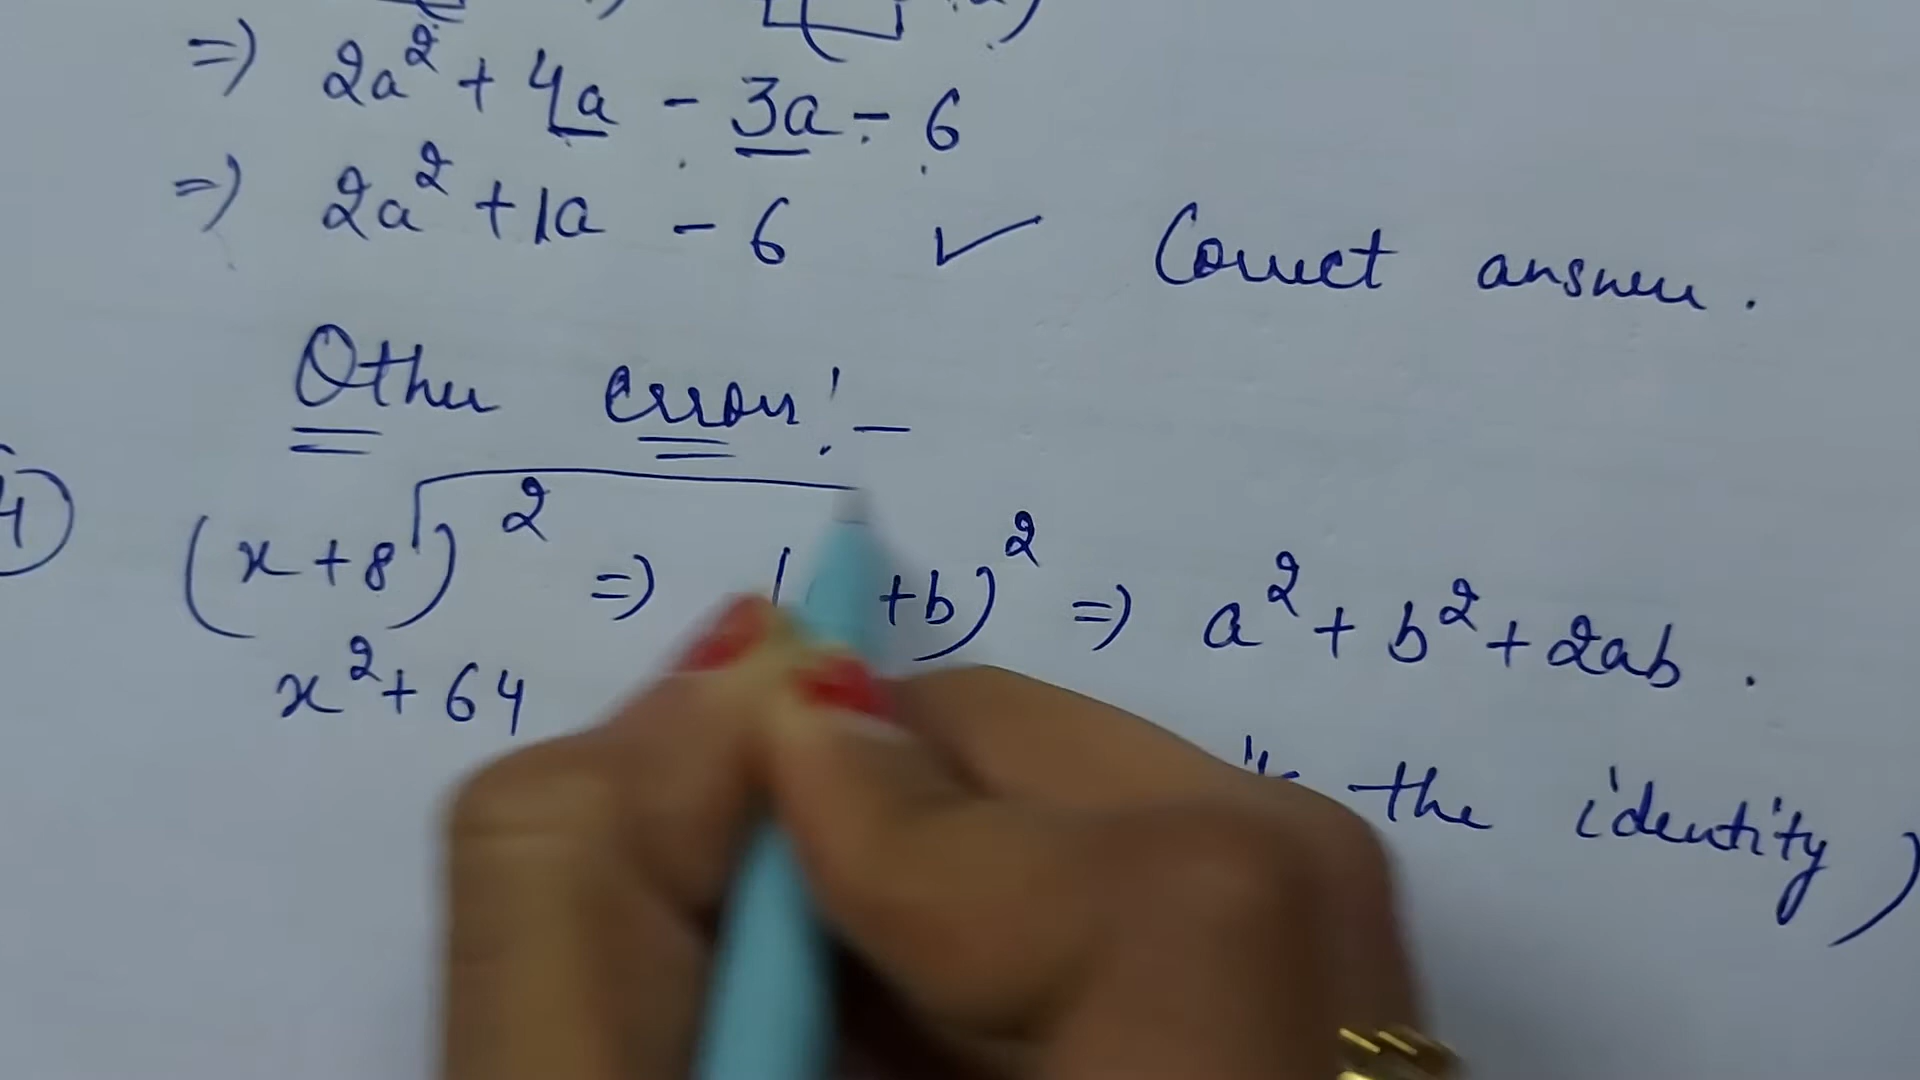 =) 2a² + 4a - 3a - 6
=) 2a² + 1a - 6 ✓ Correct answer.
Other error:-
4 (x+8)² =) ( +b)² =) a² + b² + 2ab.
x² + 64
the identity)